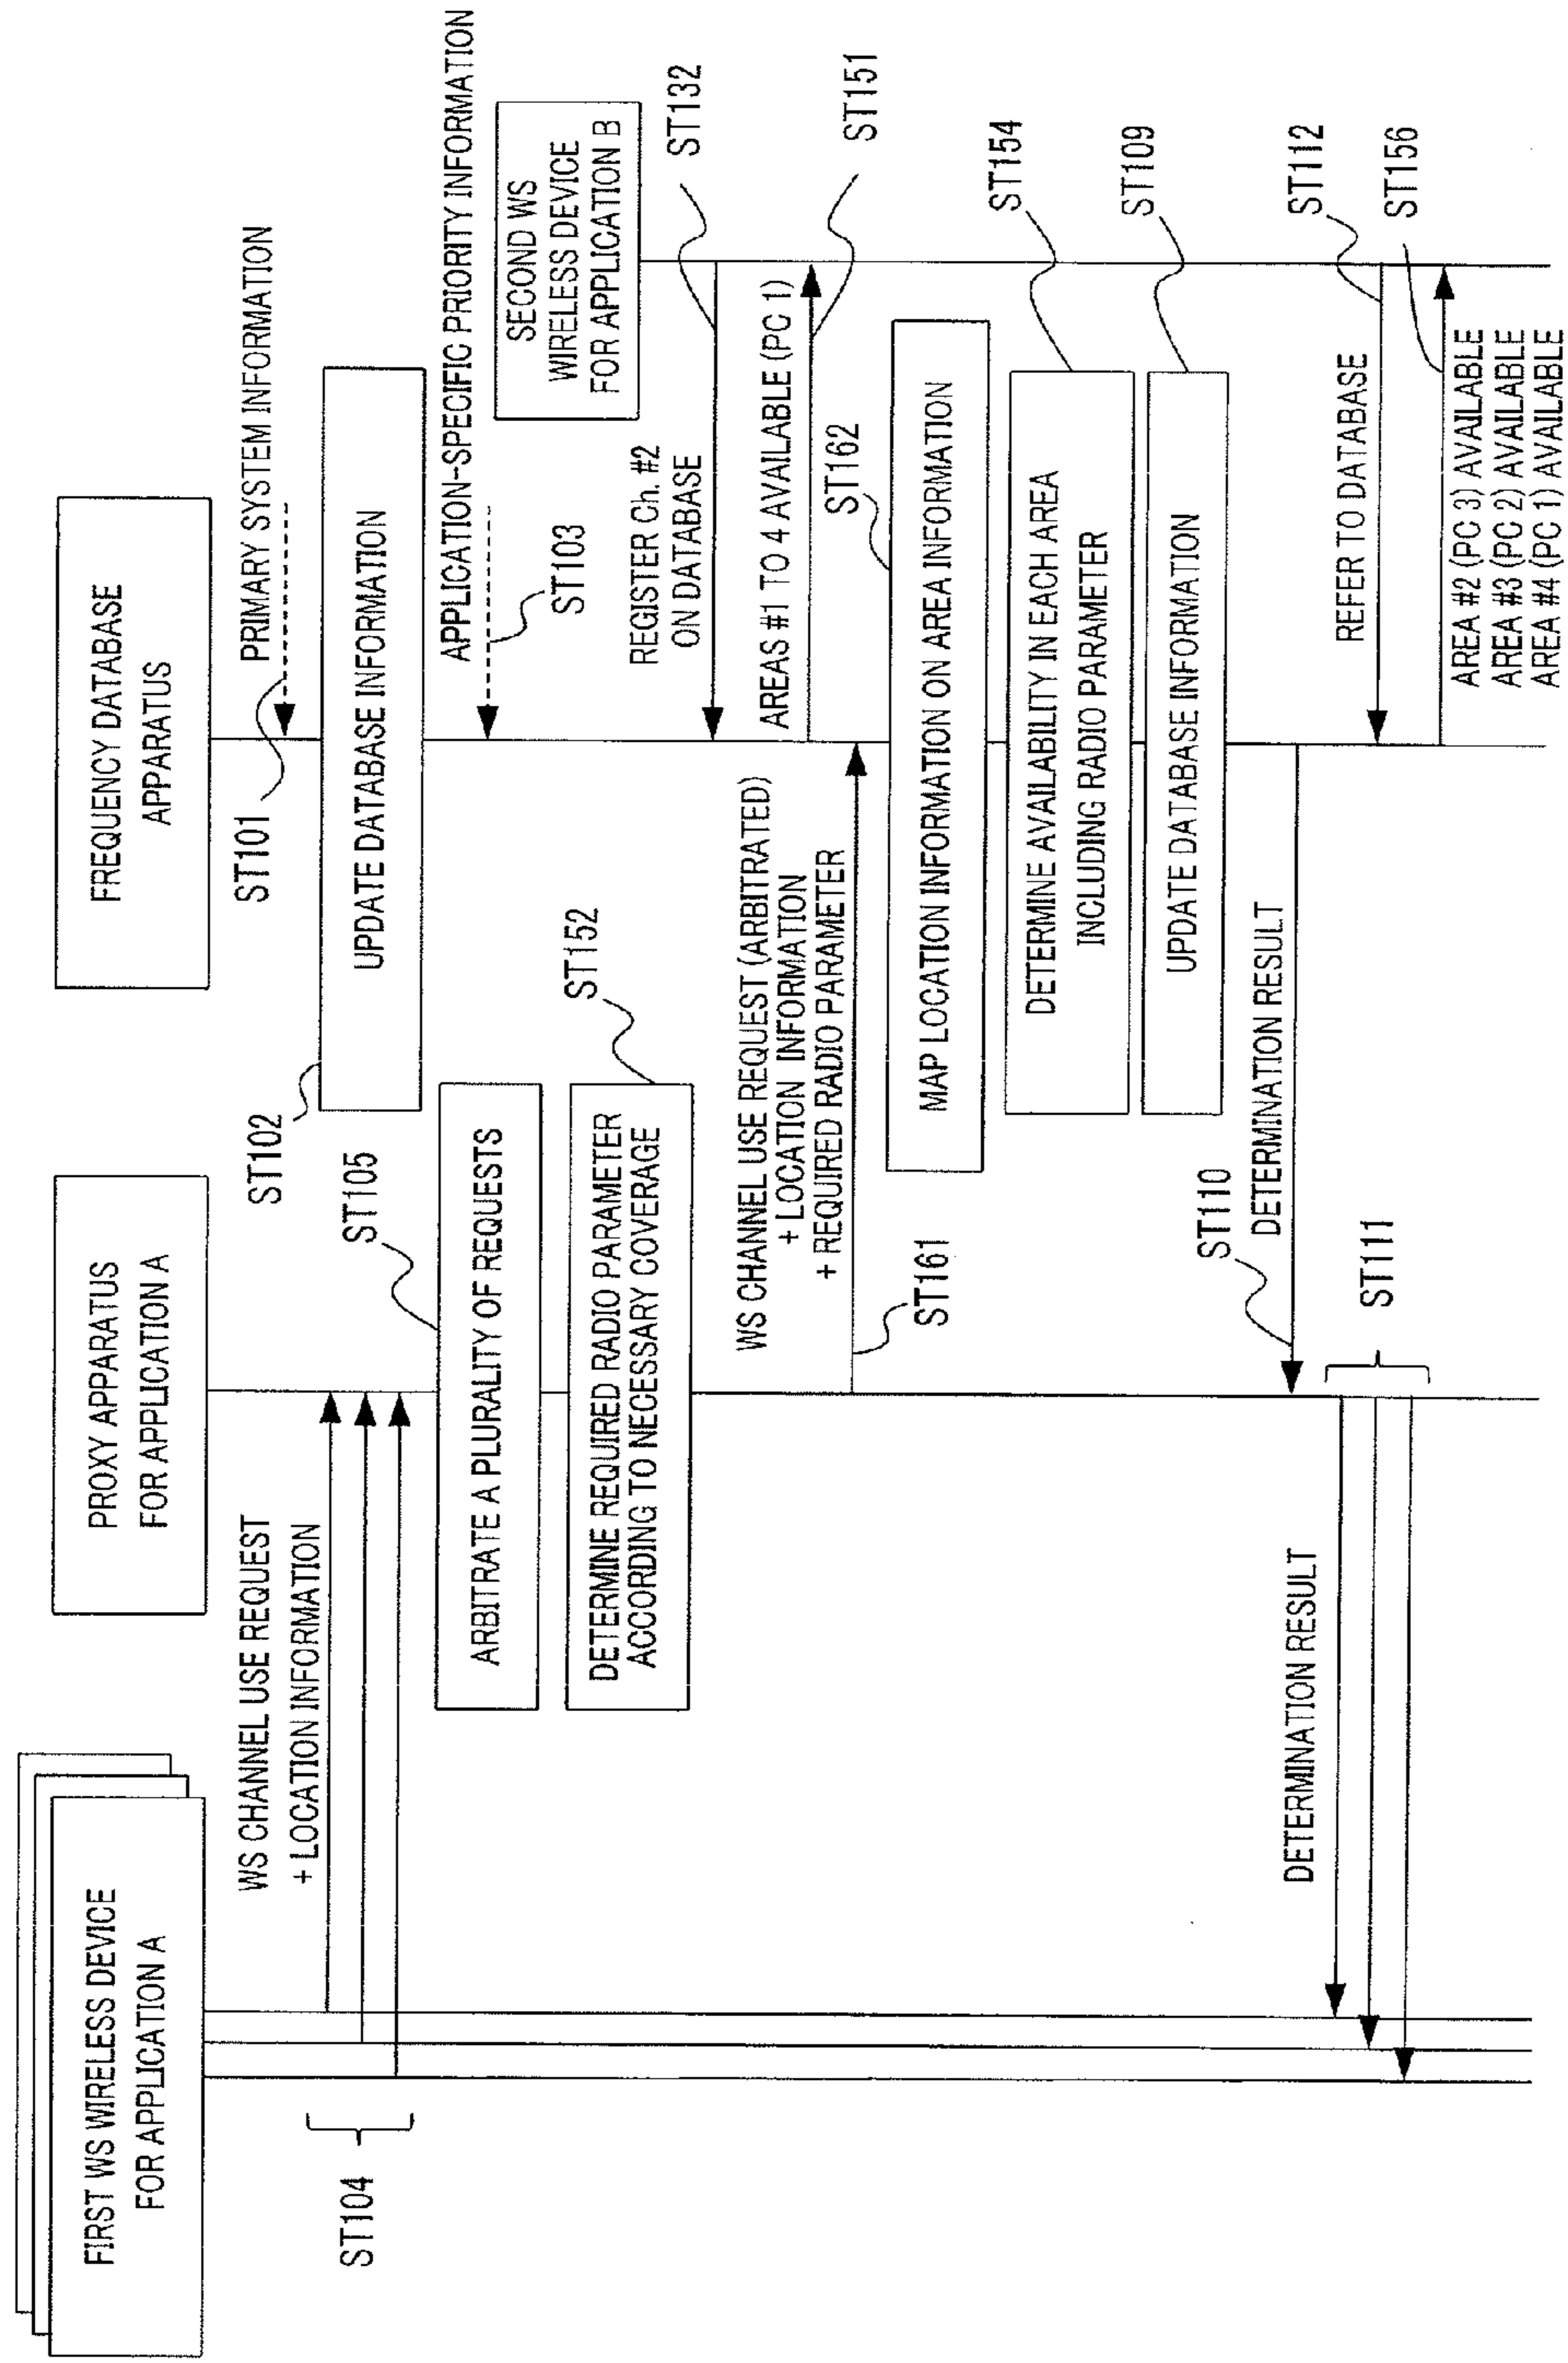 FIRST WS WIRELESS DEVICE
FOR APPLICATION A
PROXY APPARATUS
FOR APPLICATION A
FREQUENCY DATABASE
APPARATUS
ST101
PRIMARY SYSTEM INFORMATION
ST102
UPDATE DATABASE INFORMATION
WS CHANNEL USE REQUEST
+ LOCATION INFORMATION
ST104
ST105
ARBITRATE A PLURALITY OF REQUESTS
APPLICATION-SPECIFIC PRIORITY INFORMATION
ST103
SECOND WS
WIRELESS DEVICE
FOR APPLICATION B
ST152
DETERMINE REQUIRED RADIO PARAMETER
ACCORDING TO NECESSARY COVERAGE
REGISTER Ch. #2
ON DATABASE
ST132
AREAS #1 TO 4 AVAILABLE (PC 1)
ST151
WS CHANNEL USE REQUEST (ARBITRATED)
+ LOCATION INFORMATION
+ REQUIRED RADIO PARAMETER
ST161
ST162
MAP LOCATION INFORMATION ON AREA INFORMATION
DETERMINE AVAILABILITY IN EACH AREA
INCLUDING RADIO PARAMETER
ST154
UPDATE DATABASE INFORMATION
ST109
ST110
DETERMINATION RESULT
DETERMINATION RESULT
ST111
REFER TO DATABASE
ST112
ST156
AREA #2 (PC 3) AVAILABLE
AREA #3 (PC 2) AVAILABLE
AREA #4 (PC 1) AVAILABLE